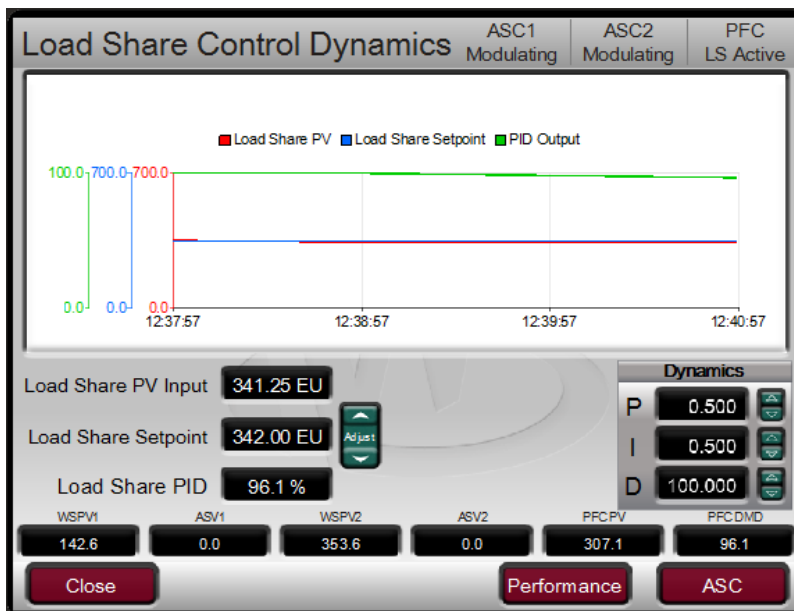 Load Share Control Dynamics
ASC1 Modulating
ASC2 Modulating
PFC LS Active
Load Share PV Load Share Setpoint PID Output
100.0 700.0 700.0
0.0 0.0 0.0
12:37:57 12:38:57 12:39:57 12:40:57
Load Share PV Input 341.25 EU
Load Share Setpoint 342.00 EU Adjust
Load Share PID 96.1 %
Dynamics
P 0.500
I 0.500
D 100.000
WSPV1 ASV1 WSPV2 ASV2 PFC PV PFC DMD
142.6 0.0 353.6 0.0 307.1 96.1
Close Performance ASC